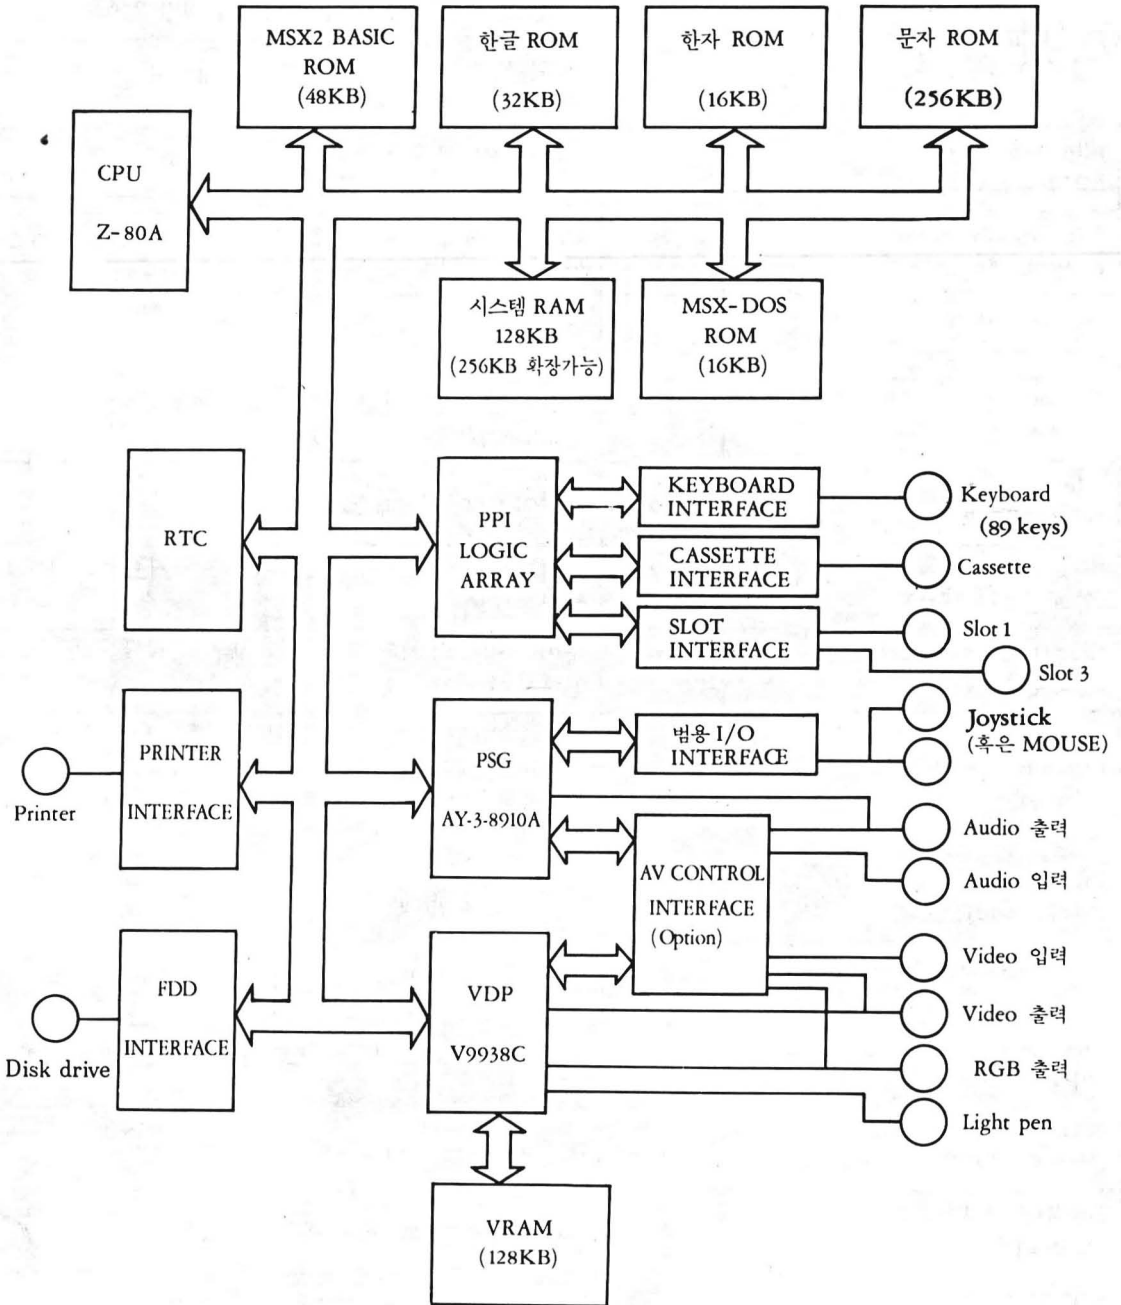 MSX2 BASIC
ROM
(48KB)
한글 ROM
(32KB)
한자 ROM
(16KB)
문자 ROM
(256KB)
CPU
Z-80A
시스템 RAM
128KB
(256KB 확장가능)
MSX-DOS
ROM
(16KB)
RTC
PPI
LOGIC
ARRAY
KEYBOARD
INTERFACE
Keyboard
(89 keys)
CASSETTE
INTERFACE
Cassette
SLOT
INTERFACE
Slot 1
Slot 3
PRINTER
INTERFACE
Printer
PSG
AY-3-8910A
범용 I/O
INTERFACE
Joystick
(혹은 MOUSE)
Audio 출력
Audio 입력
AV CONTROL
INTERFACE
(Option)
Video 입력
Video 출력
RGB 출력
Light pen
FDD
INTERFACE
Disk drive
VDP
V9938C
VRAM
(128KB)